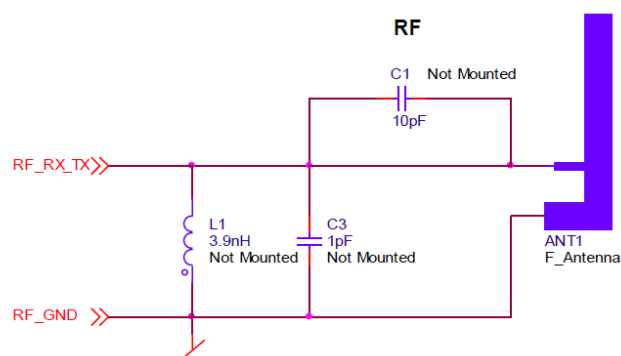 RF
C1 Not Mounted
10pF
RF_RX_TX
L1
3.9nH
Not Mounted
C3
1pF
Not Mounted
ANT1
F_Antenna
RF_GND